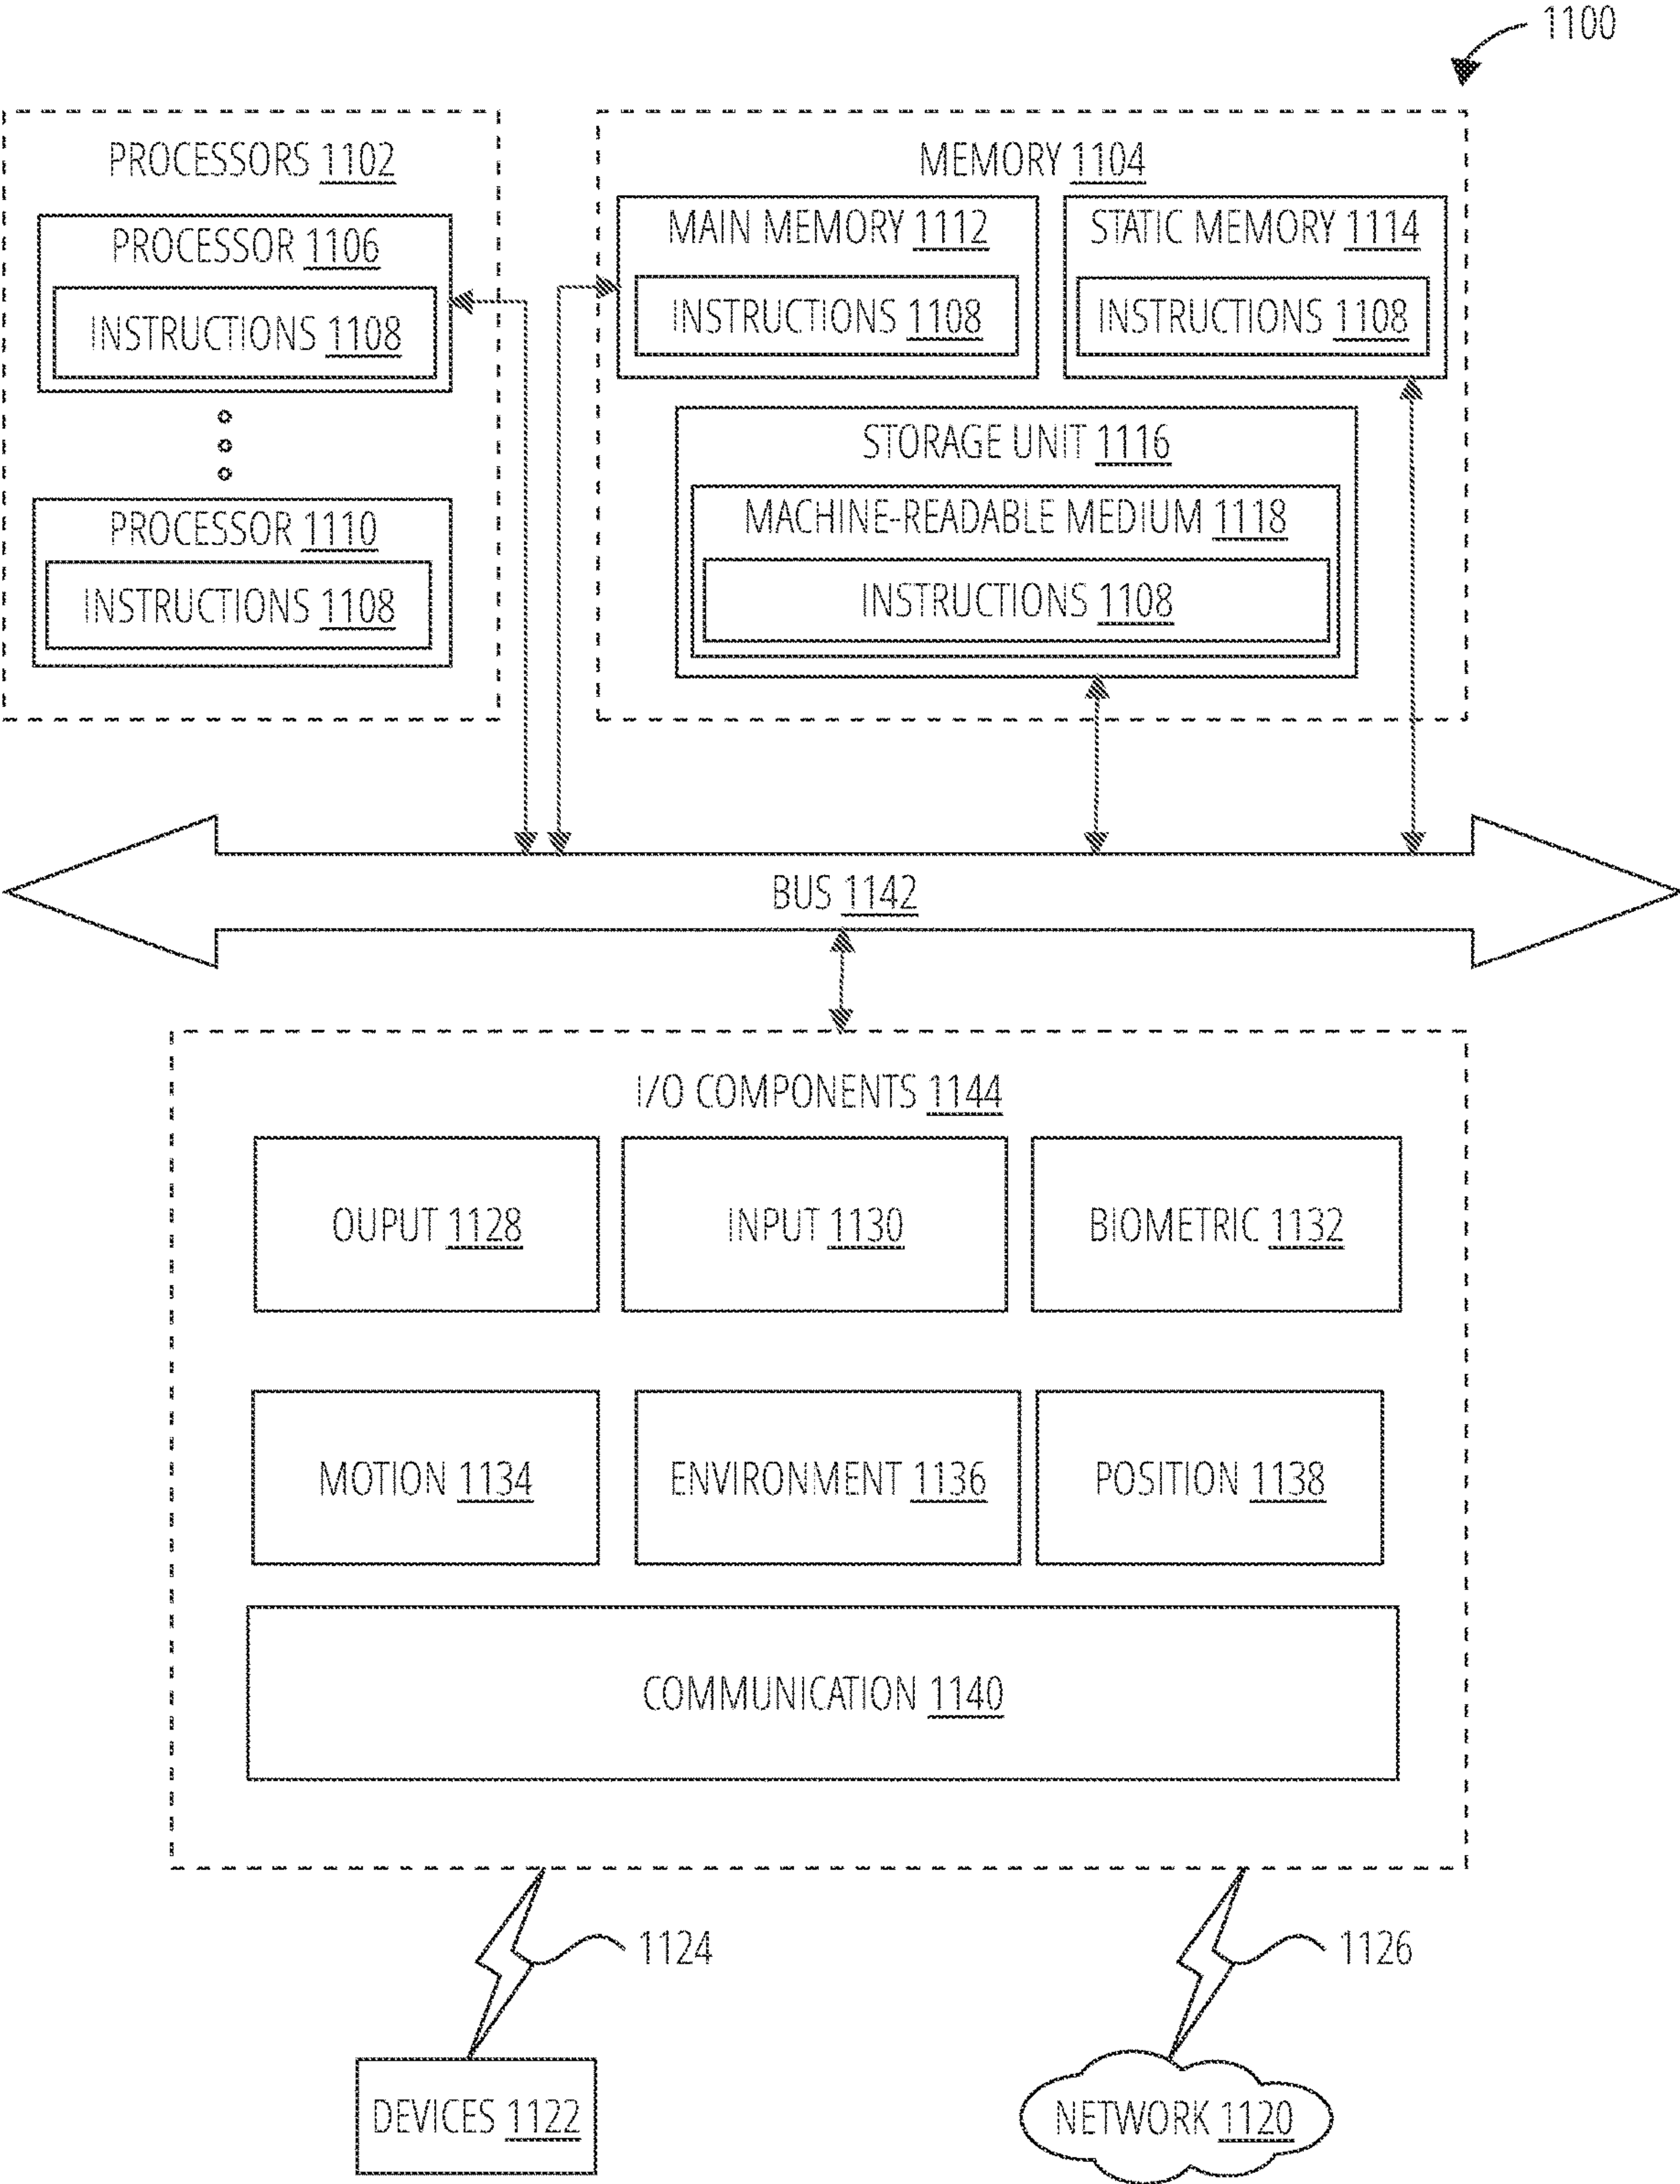 1100
PROCESSORS 1102
PROCESSOR 1106
INSTRUCTIONS 1108
PROCESSOR 1110
INSTRUCTIONS 1108
MEMORY 1104
MAIN MEMORY 1112
INSTRUCTIONS 1108
STATIC MEMORY 1114
INSTRUCTIONS 1108
STORAGE UNIT 1116
MACHINE-READABLE MEDIUM 1118
INSTRUCTIONS 1108
BUS 1142
I/O COMPONENTS 1144
OUPUT 1128
INPUT 1130
BIOMETRIC 1132
MOTION 1134
ENVIRONMENT 1136
POSITION 1138
COMMUNICATION 1140
1124
1126
DEVICES 1122
NETWORK 1120